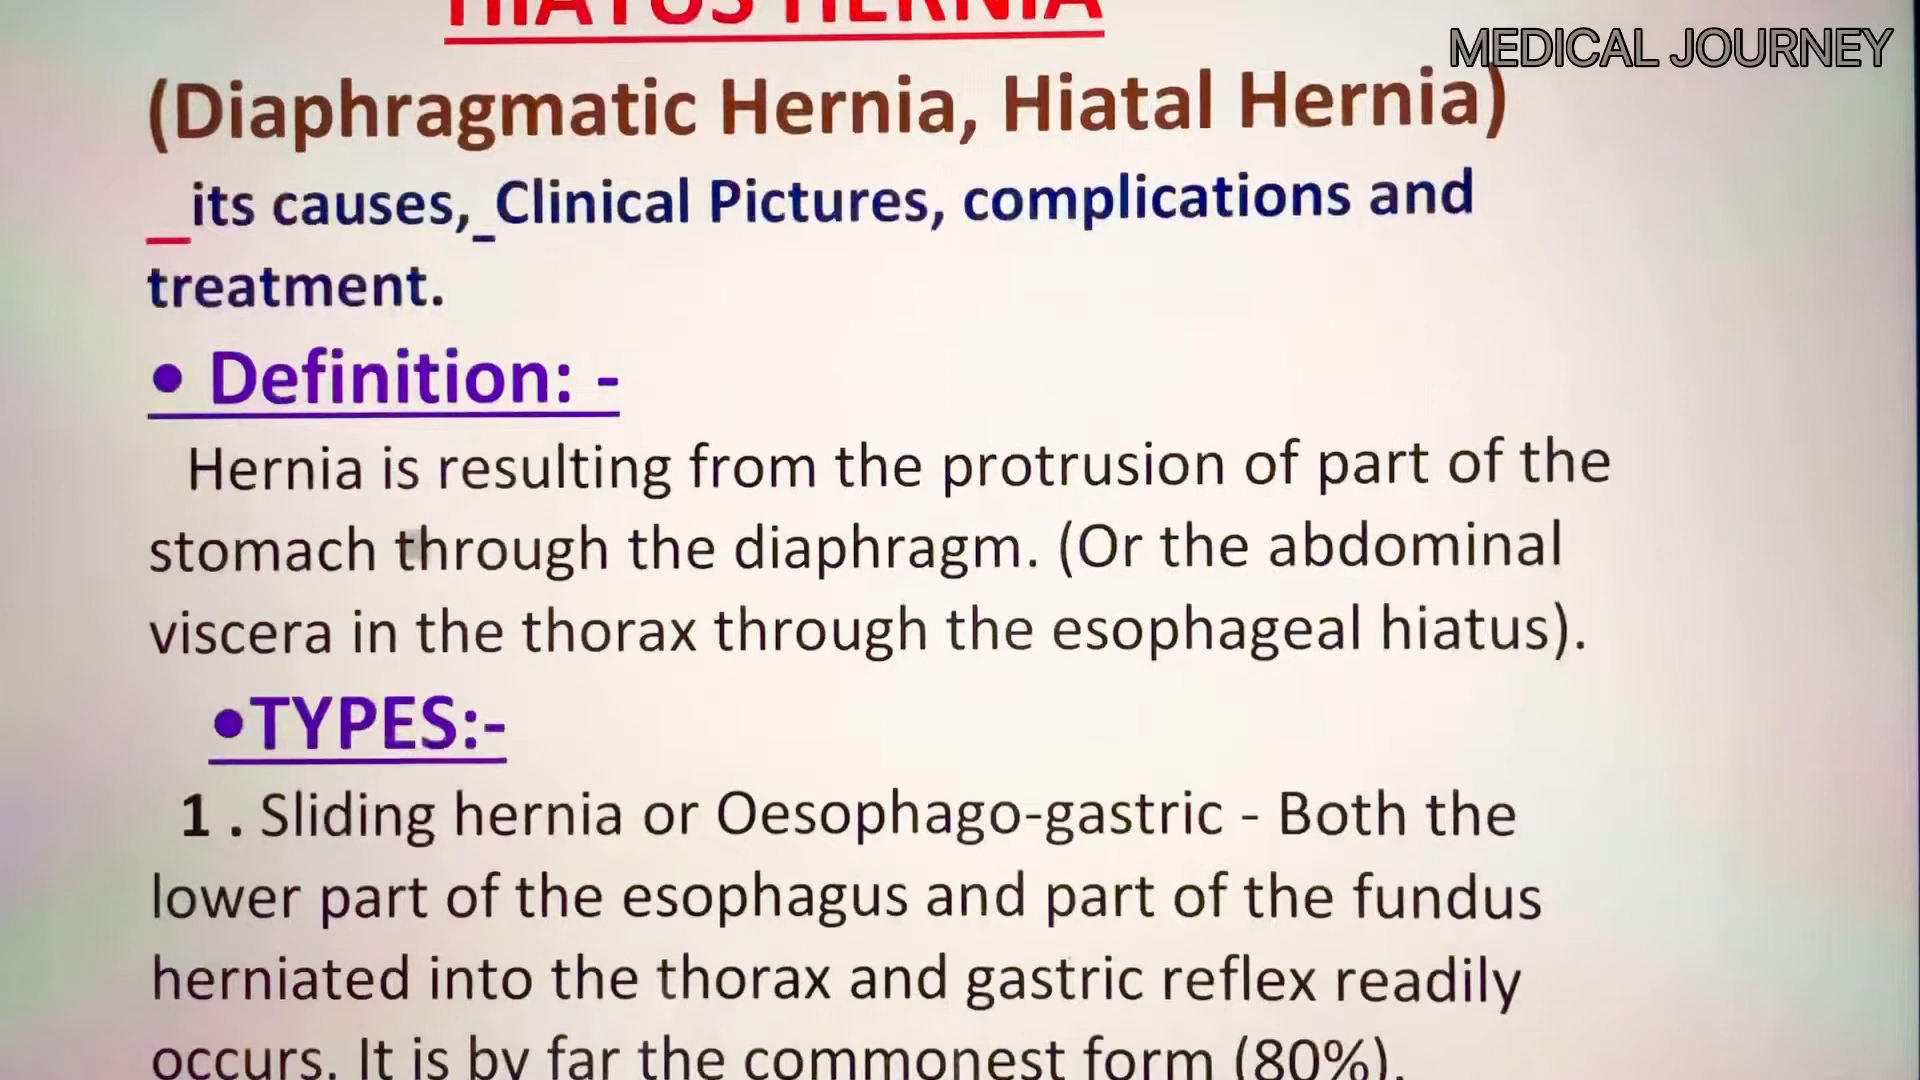 HIATUS HERNIA
MEDICAL JOURNEY
(Diaphragmatic Hernia, Hiatal Hernia)
_its causes,_Clinical Pictures, complications and
treatment.
• Definition: -
Hernia is resulting from the protrusion of part of the
stomach through the diaphragm. (Or the abdominal
viscera in the thorax through the esophageal hiatus).
•TYPES:-
1 . Sliding hernia or Oesophago-gastric - Both the
lower part of the esophagus and part of the fundus
herniated into the thorax and gastric reflex readily
occurs. It is by far the commonest form (80%).